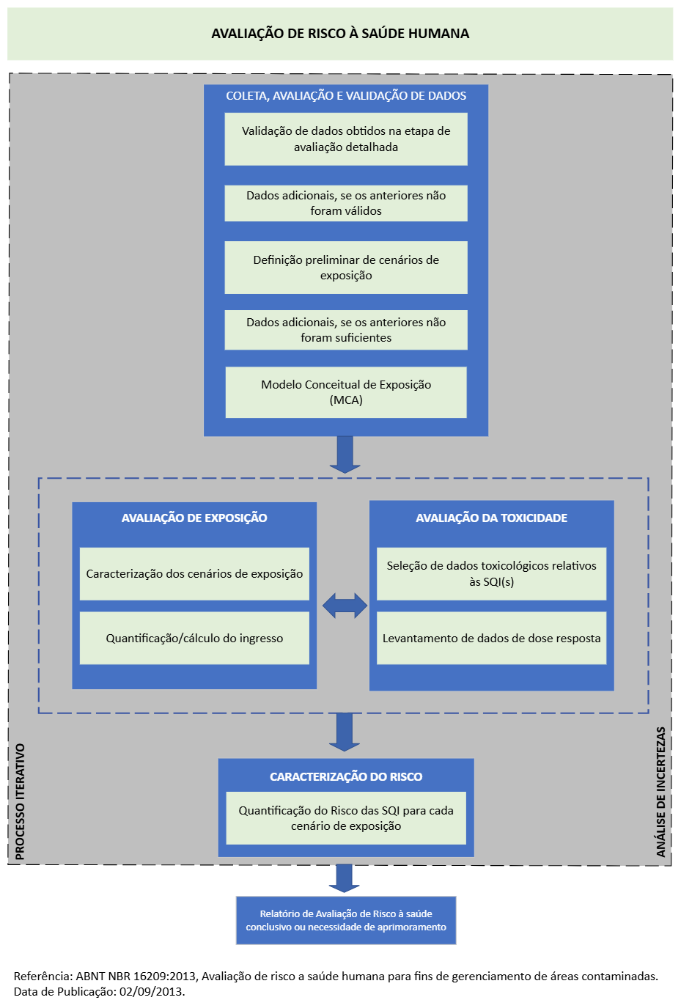 AVALIAÇÃO DE RISCO À SAÚDE HUMANA
COLETA, AVALIAÇÃO E VALIDAÇÃO DE DADOS
Validação de dados obtidos na etapa de
avaliação detalhada
Dados adicionais, se os anteriores não
foram válidos
Definição preliminar de cenários de
exposição
Dados adicionais, se os anteriores não
foram suficientes
Modelo Conceitual de Exposição
(MCA)
AVALIAÇÃO DE EXPOSIÇÃO
Caracterização dos cenários de exposição
Quantificação/cálculo do ingresso
AVALIAÇÃO DA TOXICIDADE
Seleção de dados toxicológicos relativos
às SQI(s)
Levantamento de dados de dose resposta
PROCESSO ITERATIVO
ANÁLISE DE INCERTEZAS
CARACTERIZAÇÃO DO RISCO
Quantificação do Risco das SQI para cada
cenário de exposição
Relatório de Avaliação de Risco à saúde
conclusivo ou necessidade de aprimoramento
Referência: ABNT NBR 16209:2013, Avaliação de risco a saúde humana para fins de gerenciamento de áreas contaminadas.
Data de Publicação: 02/09/2013.